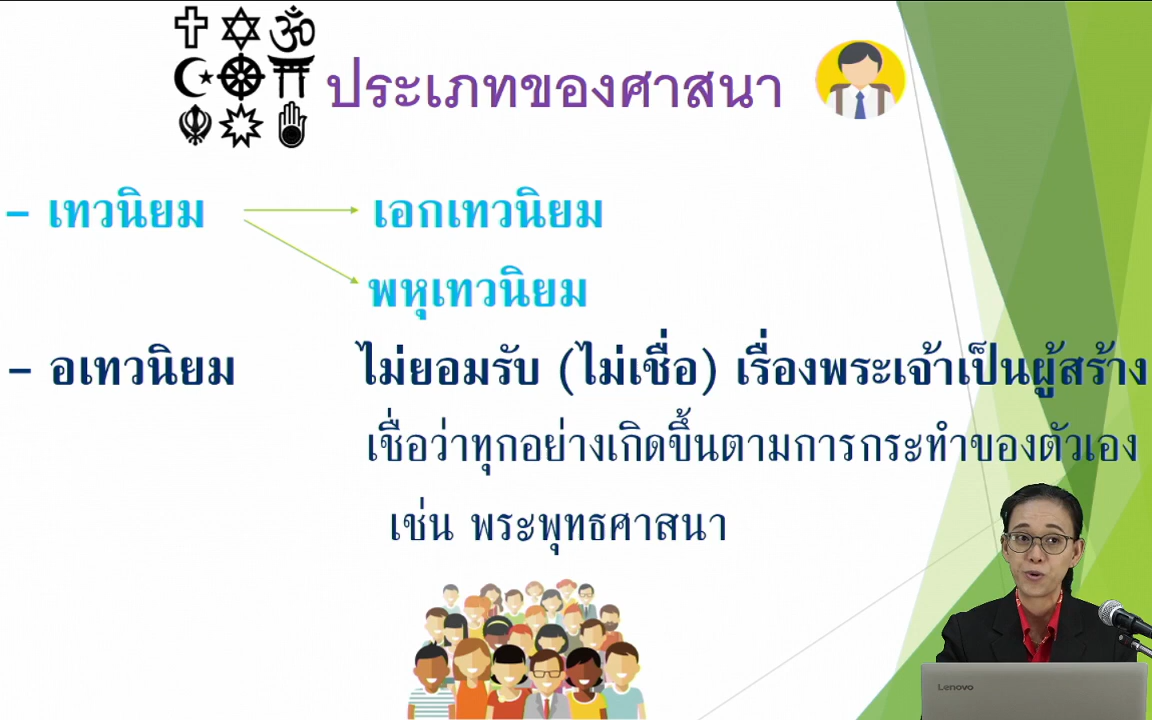 ประเภทของศาสนา
- เทวนิยม เอกเทวนิยม
พหุเทวนิยม
- อเทวนิยม ไม่ยอมรับ (ไม่เชื่อ) เรื่องพระเจ้าเป็นผู้สร้าง
เชื่อว่าทุกอย่างเกิดขึ้นตามการกระทำของตัวเอง
เช่น พระพุทธศาสนา
Lenovo